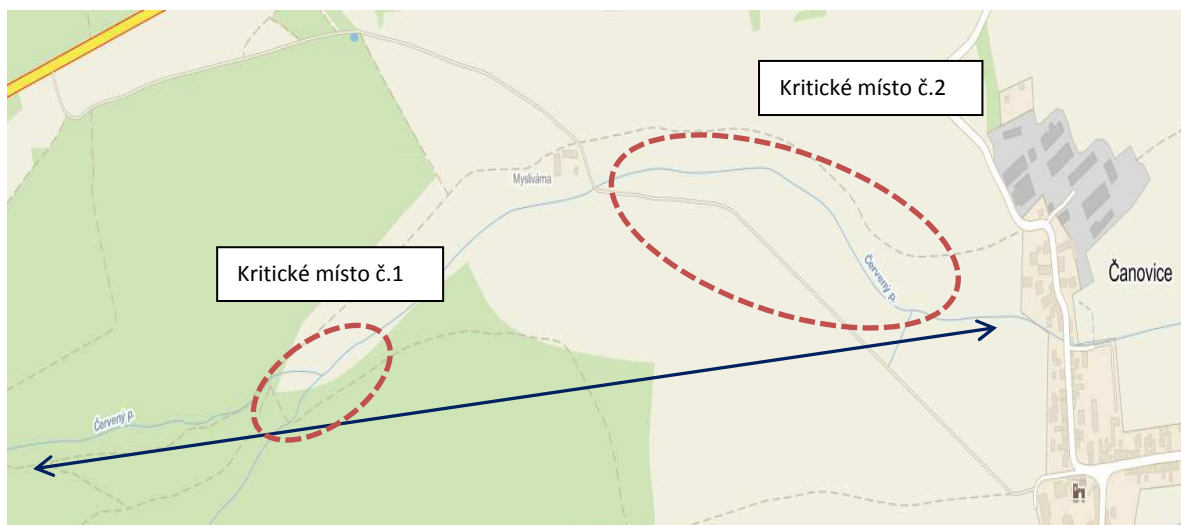 Kritické místo č.2
Myslivárna
Kritické místo č.1
Červený p.
Čanovice
Červený p.